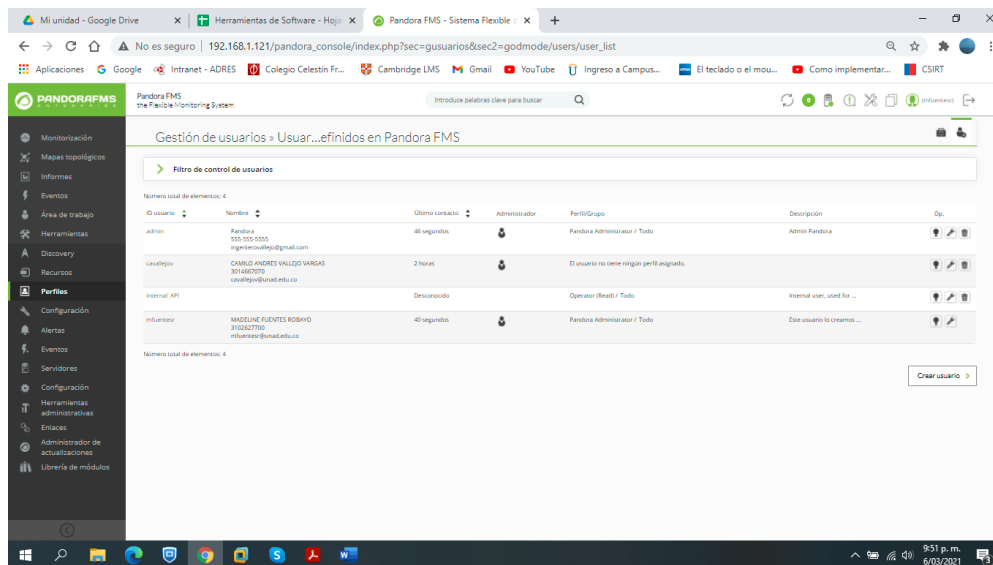 Mi unidad - Google Drive
Herramientas de Software - Hoja
Pandora FMS - Sistema Flexible d
No es seguro | 192.168.1.121/pandora_console/index.php?sec=gusuarios&sec2=godmode/users/user_list
Aplicaciones Google Intranet - ADRES Colegio Celestín Fr... Cambridge LMS Gmail YouTube Ingreso a Campus... El teclado o el mou... Como implementar... CSIRT
PANDORAFMS
ENTERPRISE
Pandora FMS
the Flexible Monitoring System
Introduce palabras clave para buscar
0
Monitorización
Mapas topológicos
Informes
Eventos
Área de trabajo
Herramientas
Discovery
Recursos
Perfiles
Configuración
Alertas
Eventos
Servidores
Configuración
Herramientas
administrativas
Enlaces
Administrador de
actualizaciones
Librería de módulos
Gestión de usuarios » Usuar...efinidos en Pandora FMS
Filtro de control de usuarios
Número total de elementos: 4
ID usuario Nombre Último contacto Administrador Perfil/Grupo Descripción Op.
admin Pandora 46 segundos Pandora Administrator / Todo Admin Pandora
555-555-5555
ingenierovallejo@gmail.com
cavallejov CAMILO ANDRES VALLEJO VARGAS 2 horas El usuario no tiene ningún perfil asignado.
3014667070
cavallejov@unad.edu.co
internal API Desconocido Operator (Read) / Todo Internal user, used for ...
mfuentesr MADELINE FUENTES ROBAYO 40 segundos Pandora Administrator / Todo Este usuario lo creamos ...
3102627700
mfuentesr@unad.edu.co
Número total de elementos: 4
Crear usuario
9:51 p. m.
6/03/2021